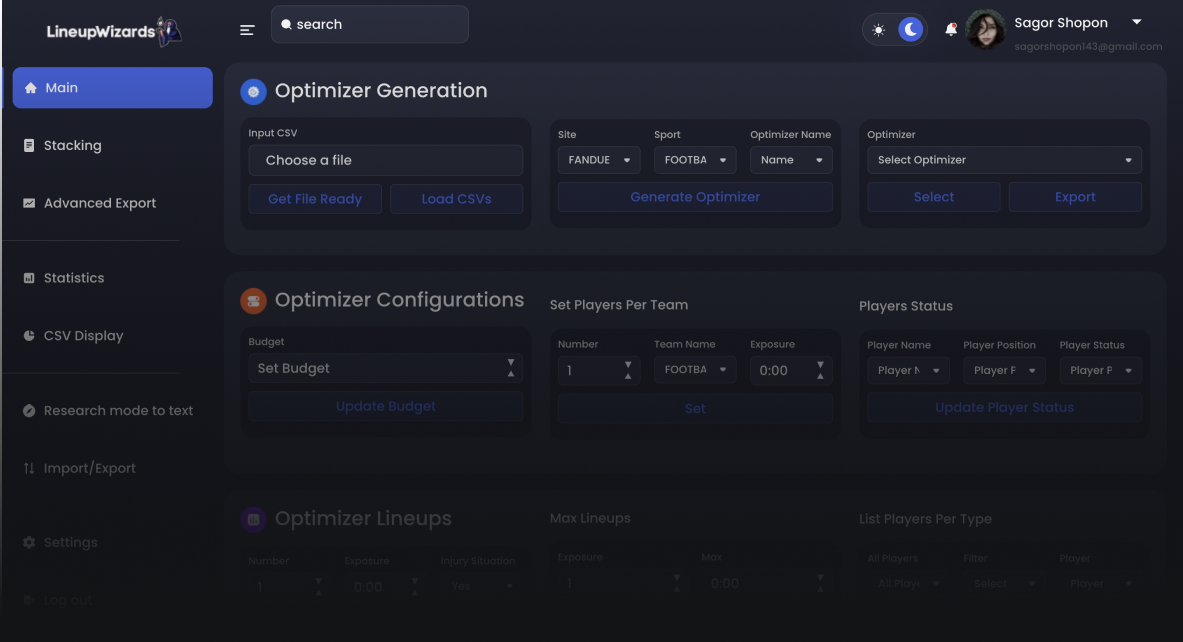 LineupWizards
search
Sagor Shopon
sagorshopon143@gmail.com
Main
Stacking
Advanced Export
Statistics
CSV Display
Research mode to text
Import/Export
Settings
Log out
Optimizer Generation
Input CSV
Choose a file
Get File Ready
Load CSVs
Site
Sport
Optimizer Name
FANDUE
FOOTBA
Name
Generate Optimizer
Optimizer
Select Optimizer
Select
Export
Optimizer Configurations
Budget
Set Budget
Update Budget
Set Players Per Team
Number
Team Name
Exposure
1
FOOTBA
0:00
Set
Players Status
Player Name
Player Position
Player Status
Player N
Player P
Player P
Update Player Status
Optimizer Lineups
Number
Exposure
Injury Situation
1
0:00
Yes
Max Lineups
Exposure
Max
1
0:00
List Players Per Type
All Players
Filter
Player
All Playe
Select
Player